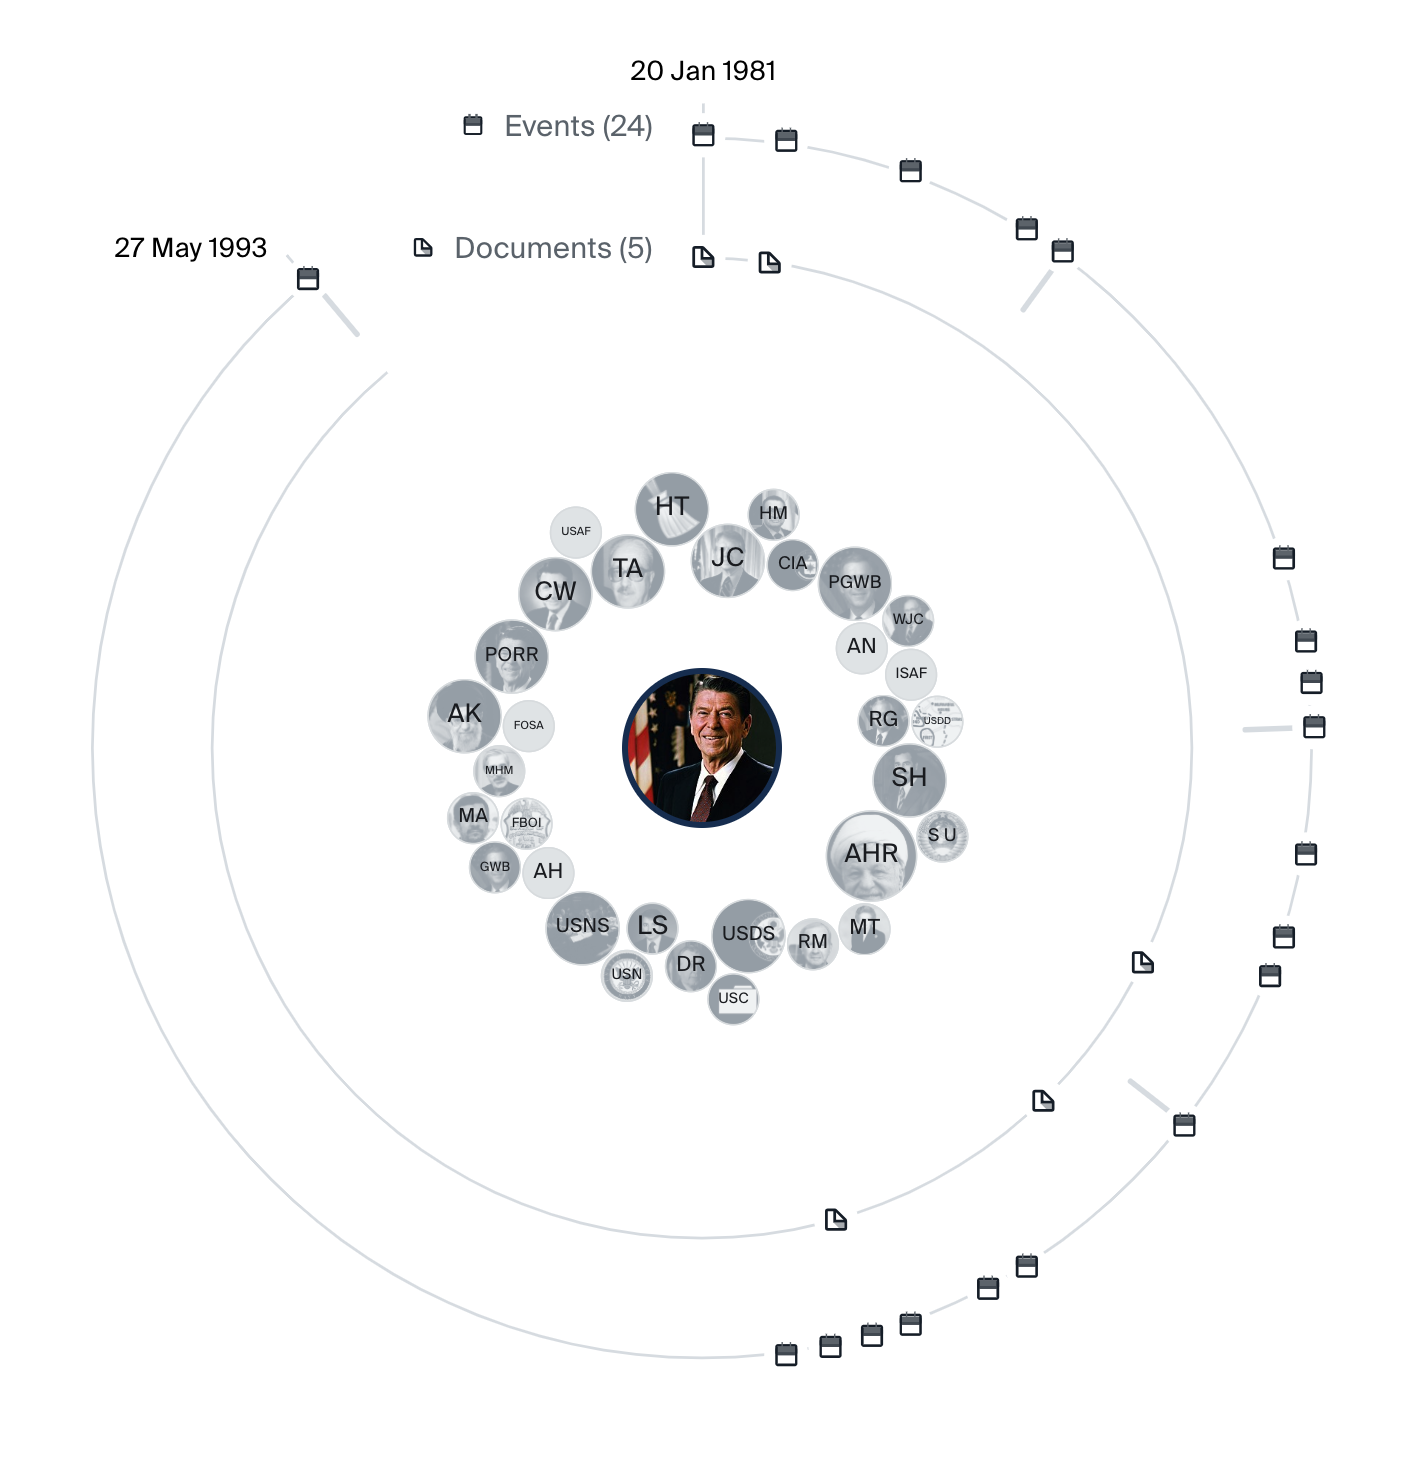 20 Jan 1981
Events (24)
27 May 1993
Documents (5)
HT
HM
USAF
JC
CIA
TA
PGWB
CW
WJC
AN
PORR
ISAF
AK
FOSA
RG
USDD
MHM
SH
MA
FBOI
S U
AHR
GWB
AH
USNS
LS
USDS
RM
MT
DR
USN
USC